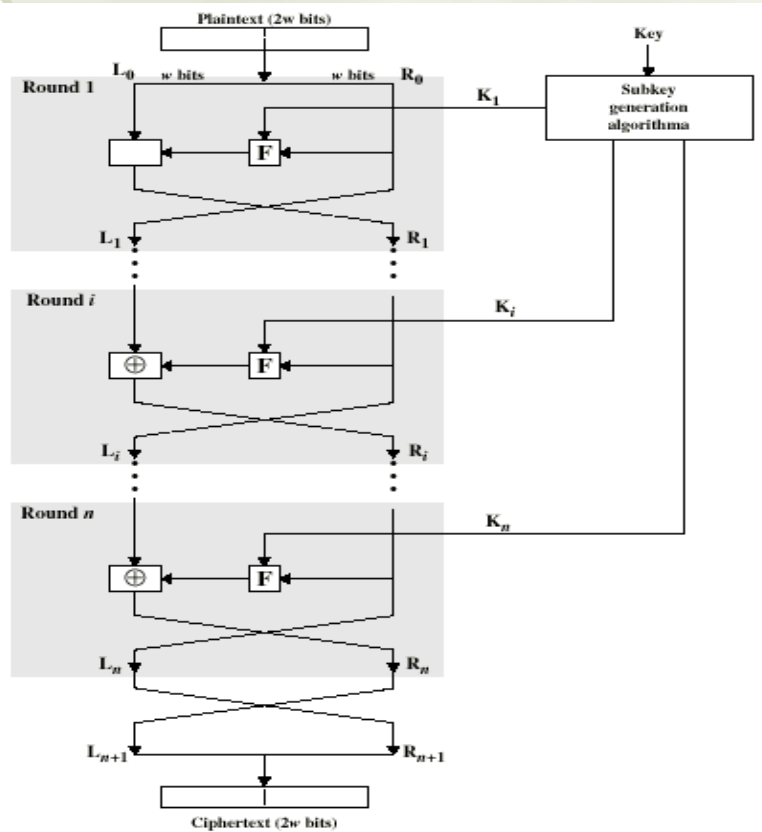 Plaintext (2w bits)
Key
L0 w bits w bits R0
Round 1
K1
Subkey
generation
algorithma
F
L1 R1
Round i
Ki
⊕ F
Li Ri
Round n
Kn
⊕ F
Ln Rn
Ln+1 Rn+1
Ciphertext (2w bits)